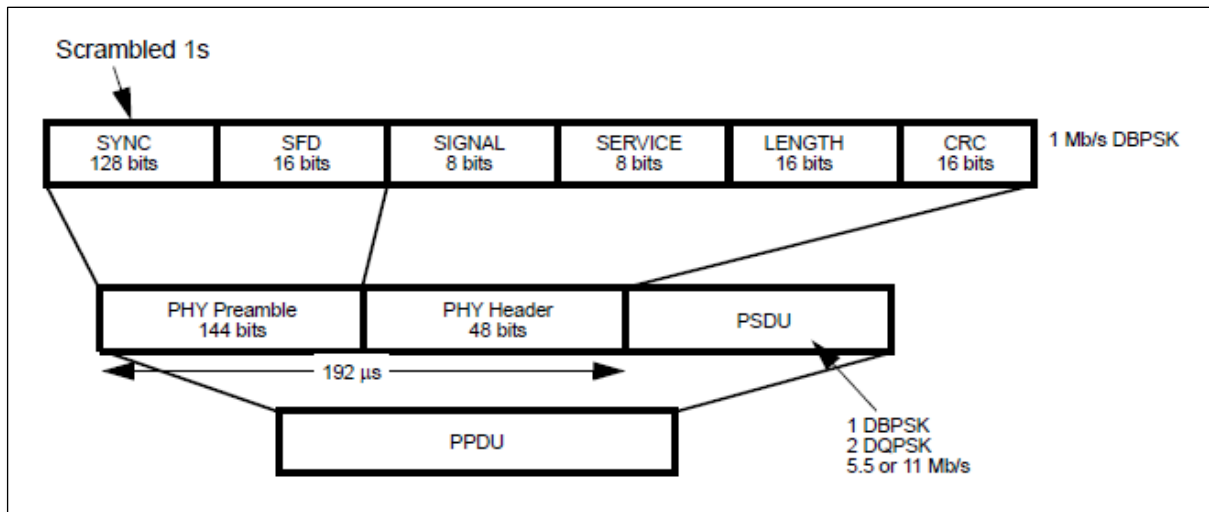 Scrambled 1s
SYNC
128 bits
SFD
16 bits
SIGNAL
8 bits
SERVICE
8 bits
LENGTH
16 bits
CRC
16 bits
1 Mb/s DBPSK
PHY Preamble
144 bits
PHY Header
48 bits
PSDU
192 μs
PPDU
1 DBPSK
2 DQPSK
5.5 or 11 Mb/s